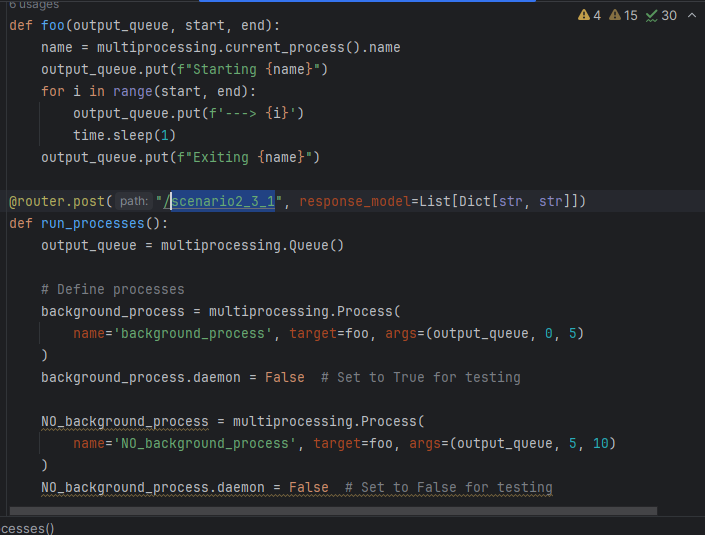 6 usages
4 15 30
def foo(output_queue, start, end):
    name = multiprocessing.current_process().name
    output_queue.put(f"Starting {name}")
    for i in range(start, end):
        output_queue.put(f'---> {i}')
        time.sleep(1)
    output_queue.put(f"Exiting {name}")
@router.post( path: "/scenario2_3_1", response_model=List[Dict[str, str]])
def run_processes():
    output_queue = multiprocessing.Queue()
    # Define processes
    background_process = multiprocessing.Process(
        name='background_process', target=foo, args=(output_queue, 0, 5)
    )
    background_process.daemon = False  # Set to True for testing
    NO_background_process = multiprocessing.Process(
        name='NO_background_process', target=foo, args=(output_queue, 5, 10)
    )
    NO_background_process.daemon = False  # Set to False for testing
cesses()